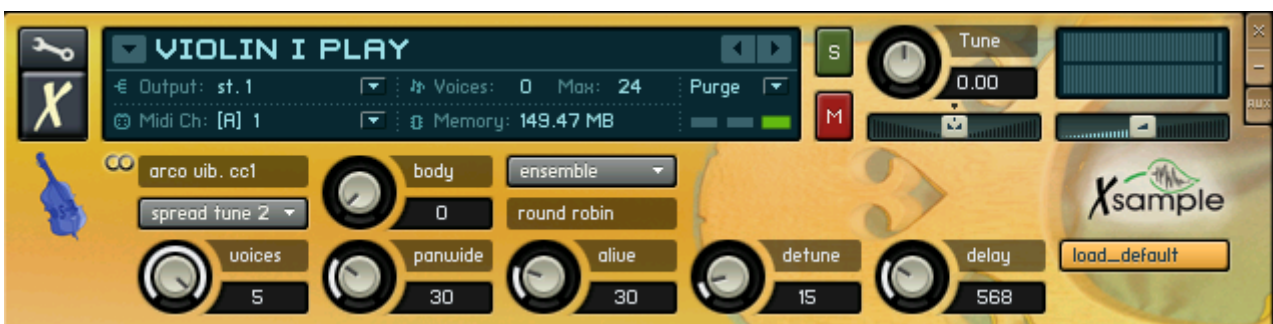 VIOLIN I PLAY
S
Tune
0.00
X
AUX
Output: st. 1
Voices: 0 Max: 24
Purge
Midi Ch: [A] 1
Memory: 149.47 MB
M
arco vib. cc1
body
0
ensemble
spread tune 2
round robin
Xsample
voices
5
panwide
30
alive
30
detune
15
delay
568
load_default